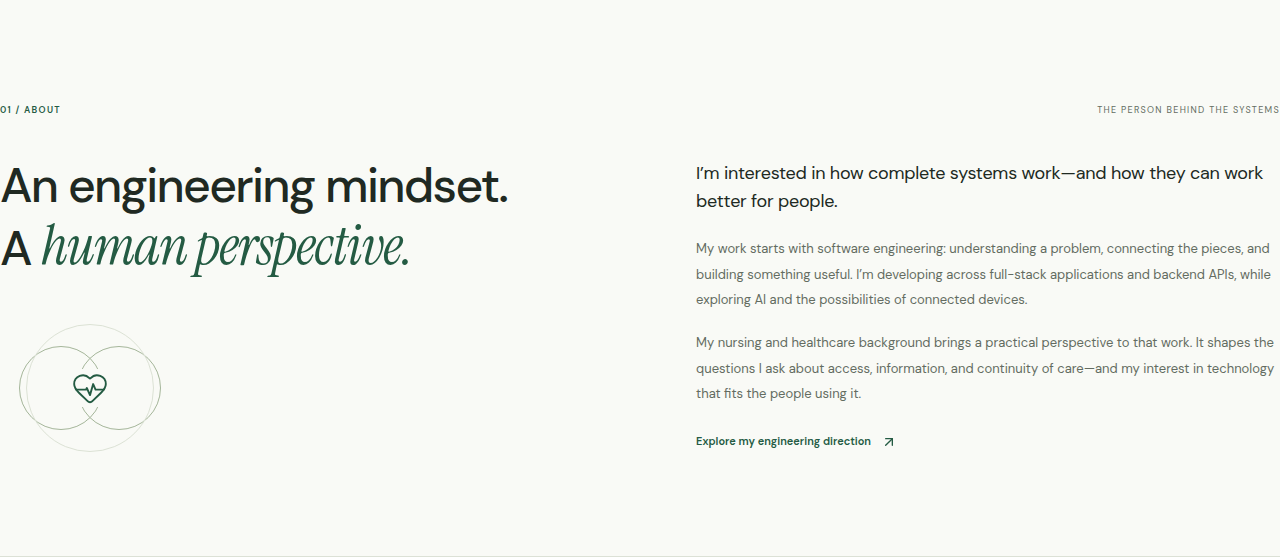 01 / ABOUT
THE PERSON BEHIND THE SYSTEMS
An engineering mindset.
A human perspective.
I’m interested in how complete systems work—and how they can work
better for people.
My work starts with software engineering: understanding a problem, connecting the pieces, and
building something useful. I’m developing across full-stack applications and backend APIs, while
exploring AI and the possibilities of connected devices.
My nursing and healthcare background brings a practical perspective to that work. It shapes the
questions I ask about access, information, and continuity of care—and my interest in technology
that fits the people using it.
Explore my engineering direction